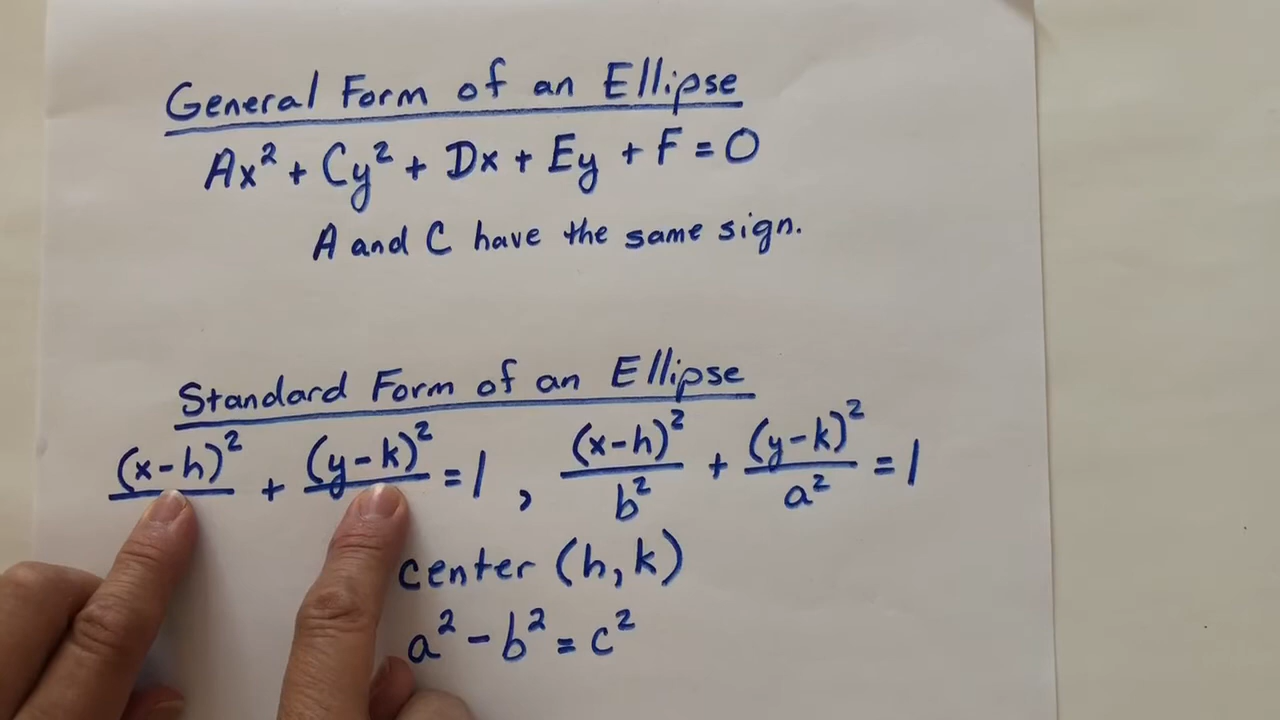 General Form of an Ellipse
Ax² + Cy² + Dx + Ey + F = 0
A and C have the same sign.
Standard Form of an Ellipse
(x-h)²/ + (y-k)²/ = 1 , (x-h)²/b² + (y-k)²/a² = 1
center (h,k)
a² - b² = c²